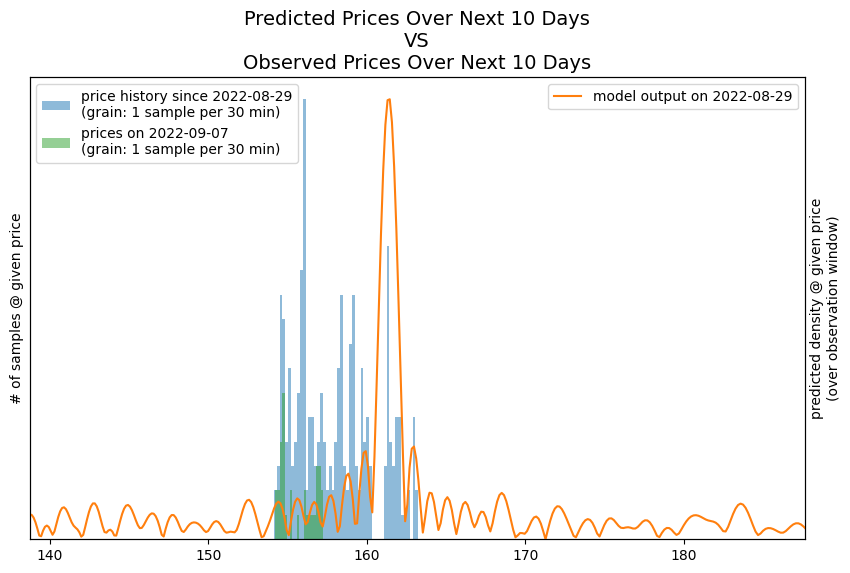 Predicted Prices Over Next 10 Days
VS
Observed Prices Over Next 10 Days
price history since 2022-08-29
(grain: 1 sample per 30 min)
prices on 2022-09-07
(grain: 1 sample per 30 min)
model output on 2022-08-29
# of samples @ given price
predicted density @ given price
(over observation window)
140 150 160 170 180